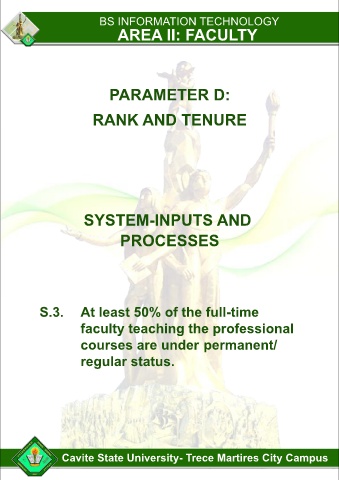 BS INFORMATION TECHNOLOGY
AREA II: FACULTY
PARAMETER D:
RANK AND TENURE
SYSTEM-INPUTS AND
PROCESSES
S.3. At least 50% of the full-time
faculty teaching the professional
courses are under permanent/
regular status.
Cavite State University- Trece Martires City Campus